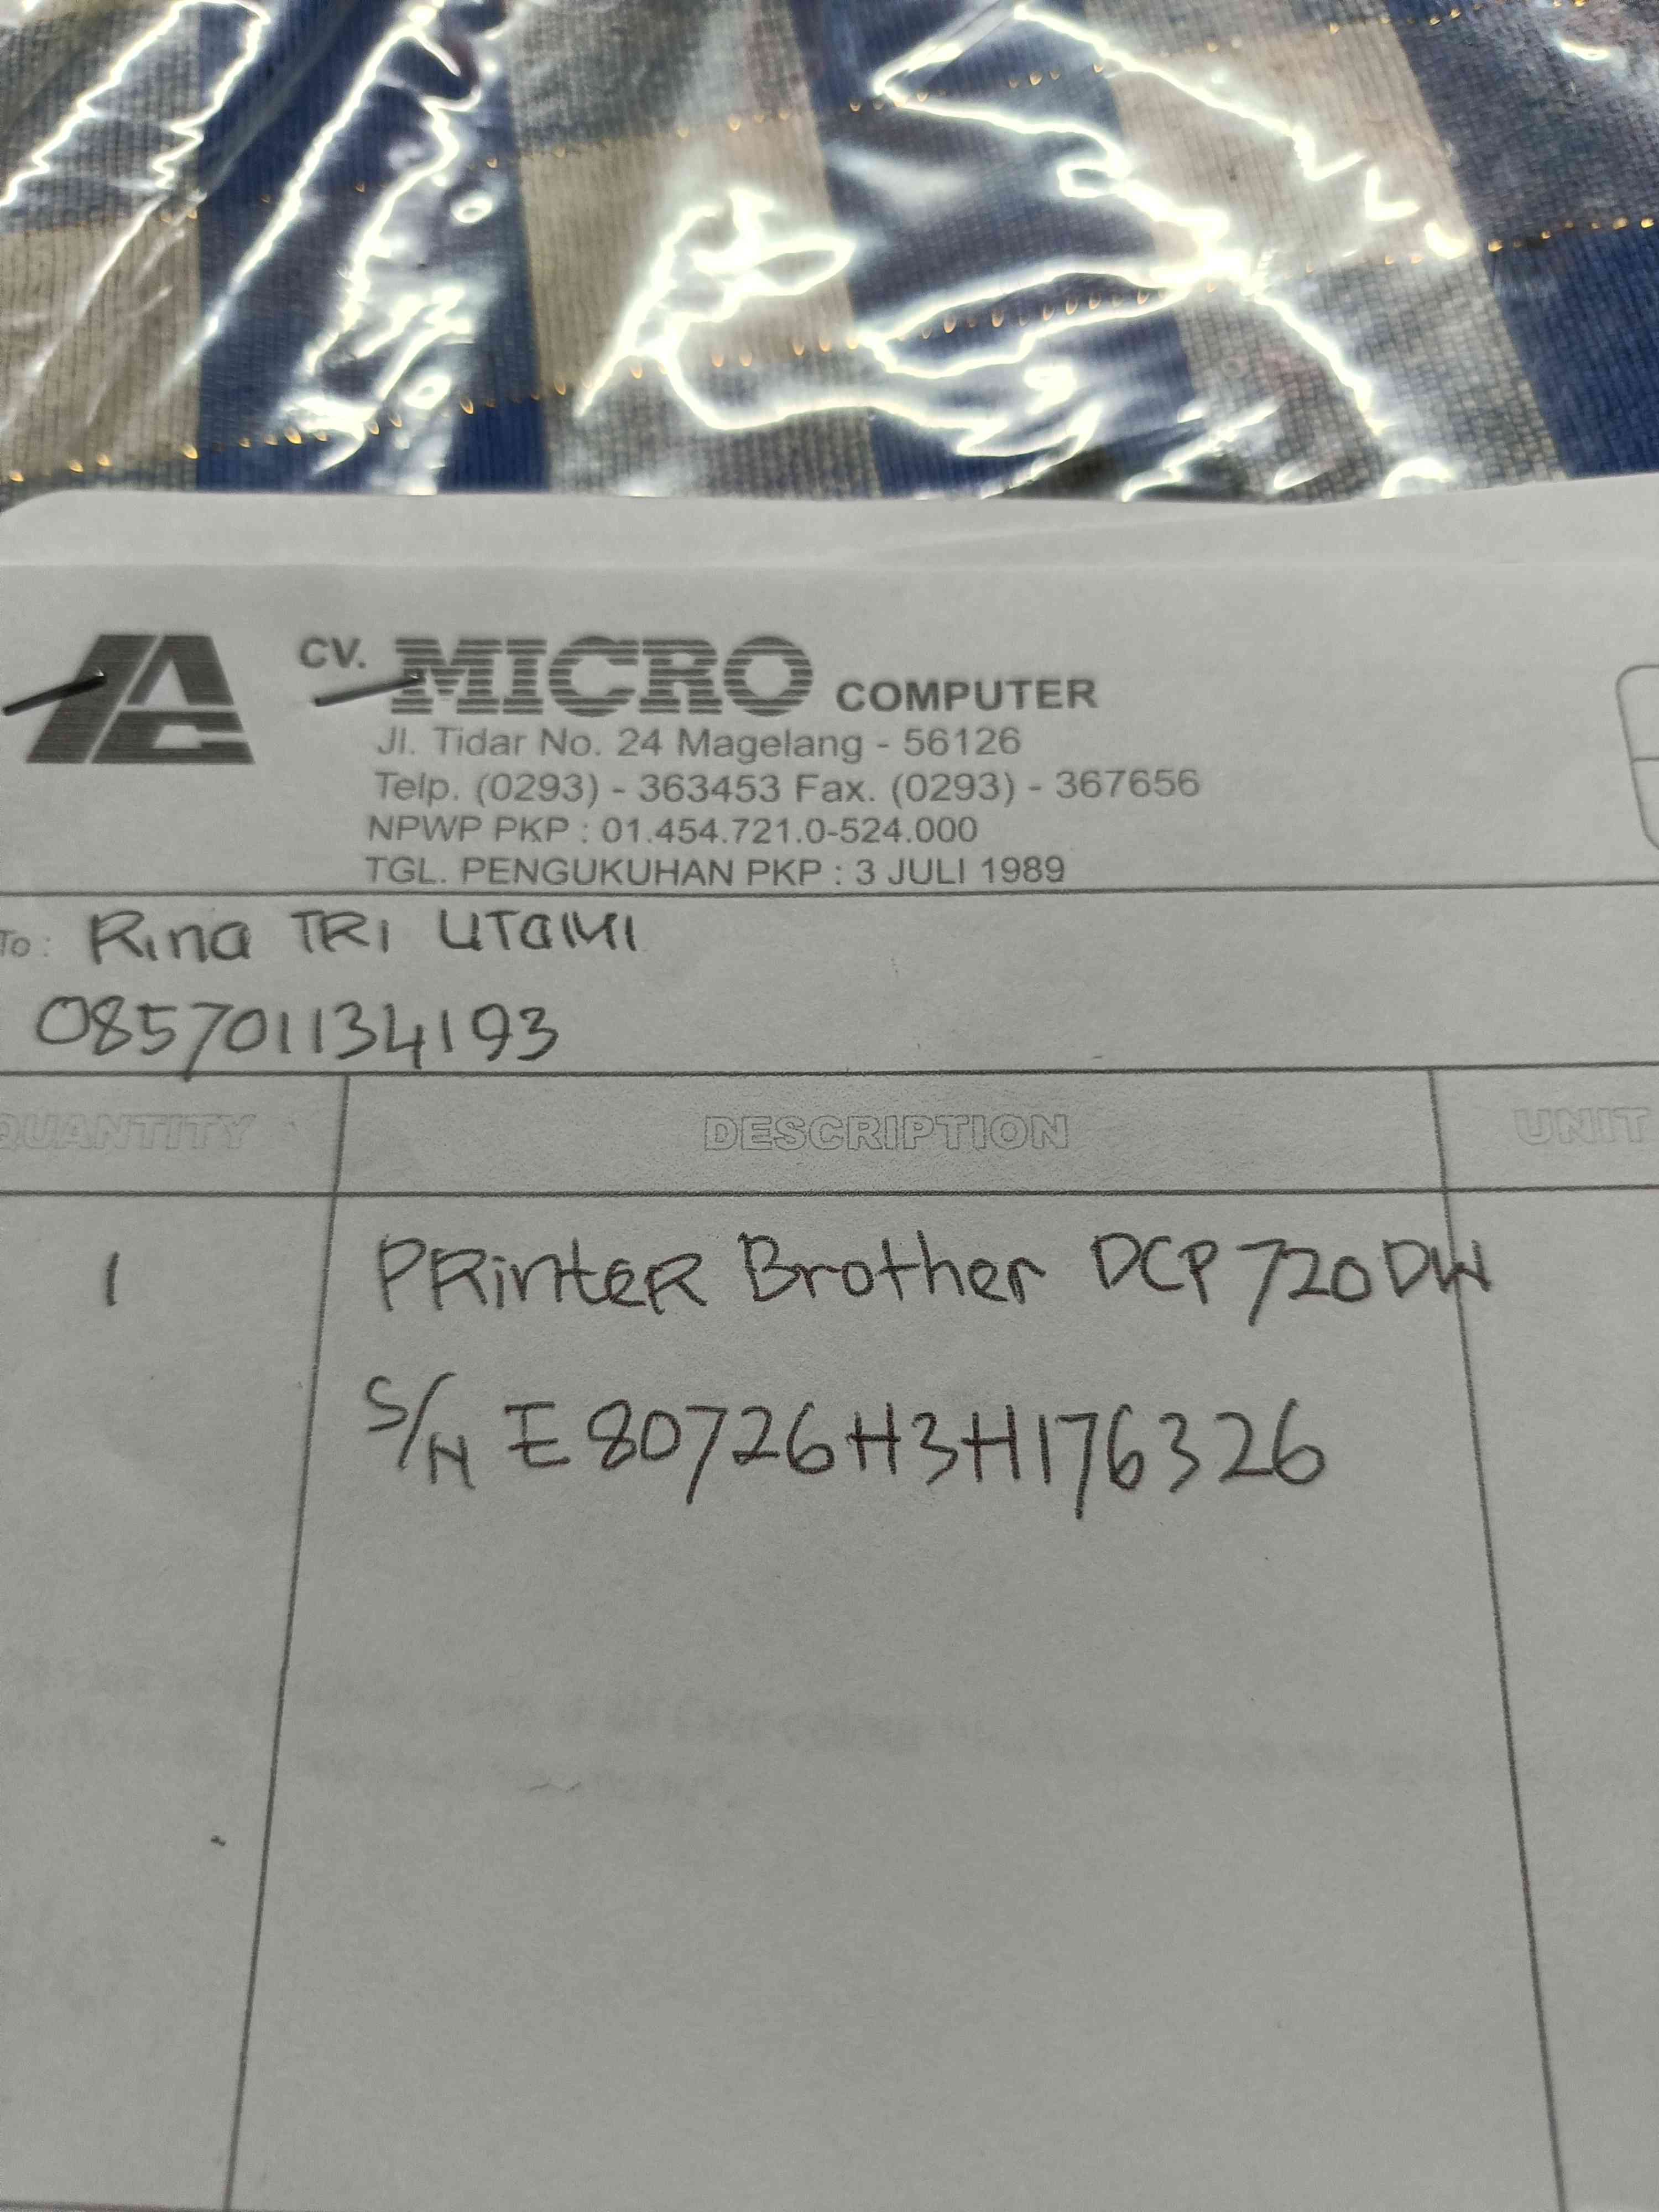 CV. MICRO COMPUTER
Jl. Tidar No. 24 Magelang - 56126
Telp. (0293) - 363453 Fax. (0293) - 367656
NPWP PKP : 01.454.721.0-524.000
TGL. PENGUKUHAN PKP : 3 JULI 1989
To : Rina TRi UTaMi
085701134193
QUANTITY DESCRIPTION UNIT
1 PRinteR Brother DCP 720DW
S/N E80726H3H176326